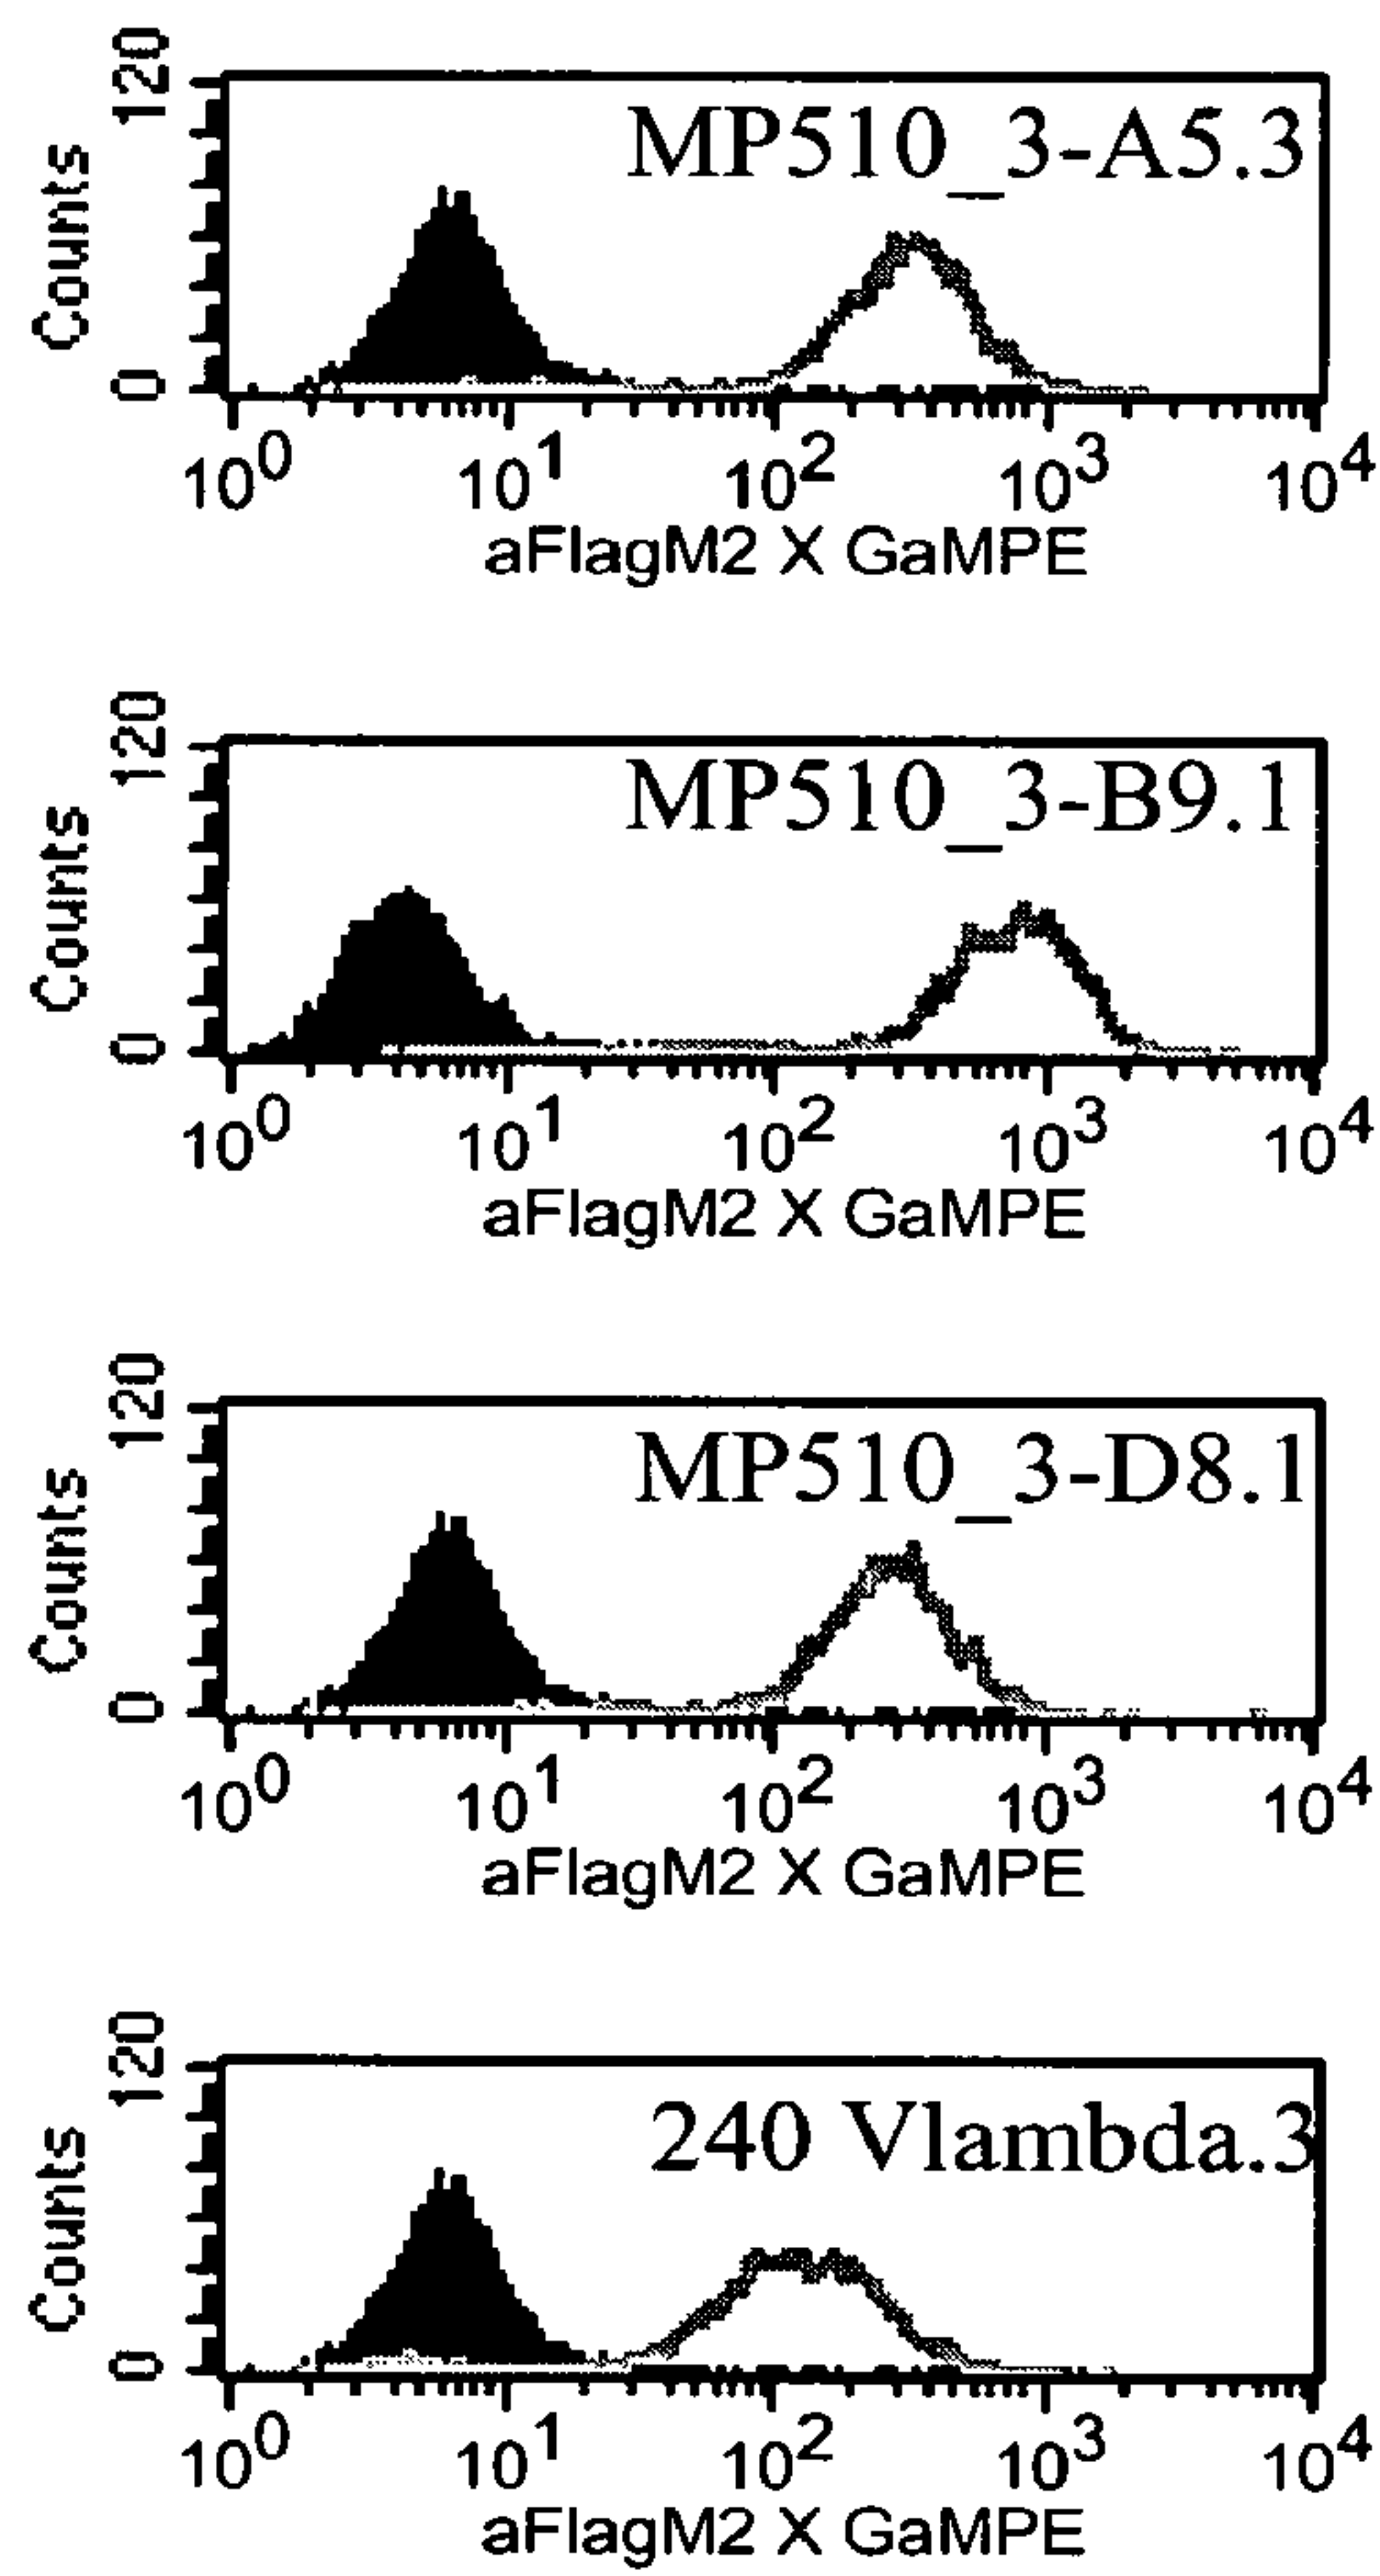 120
MP510_3-A5.3
Counts
0
10^0 10^1 10^2 10^3 10^4
aFlagM2 X GaMPE
120
MP510_3-B9.1
Counts
0
10^0 10^1 10^2 10^3 10^4
aFlagM2 X GaMPE
120
MP510_3-D8.1
Counts
0
10^0 10^1 10^2 10^3 10^4
aFlagM2 X GaMPE
120
240 Vlambda.3
Counts
0
10^0 10^1 10^2 10^3 10^4
aFlagM2 X GaMPE